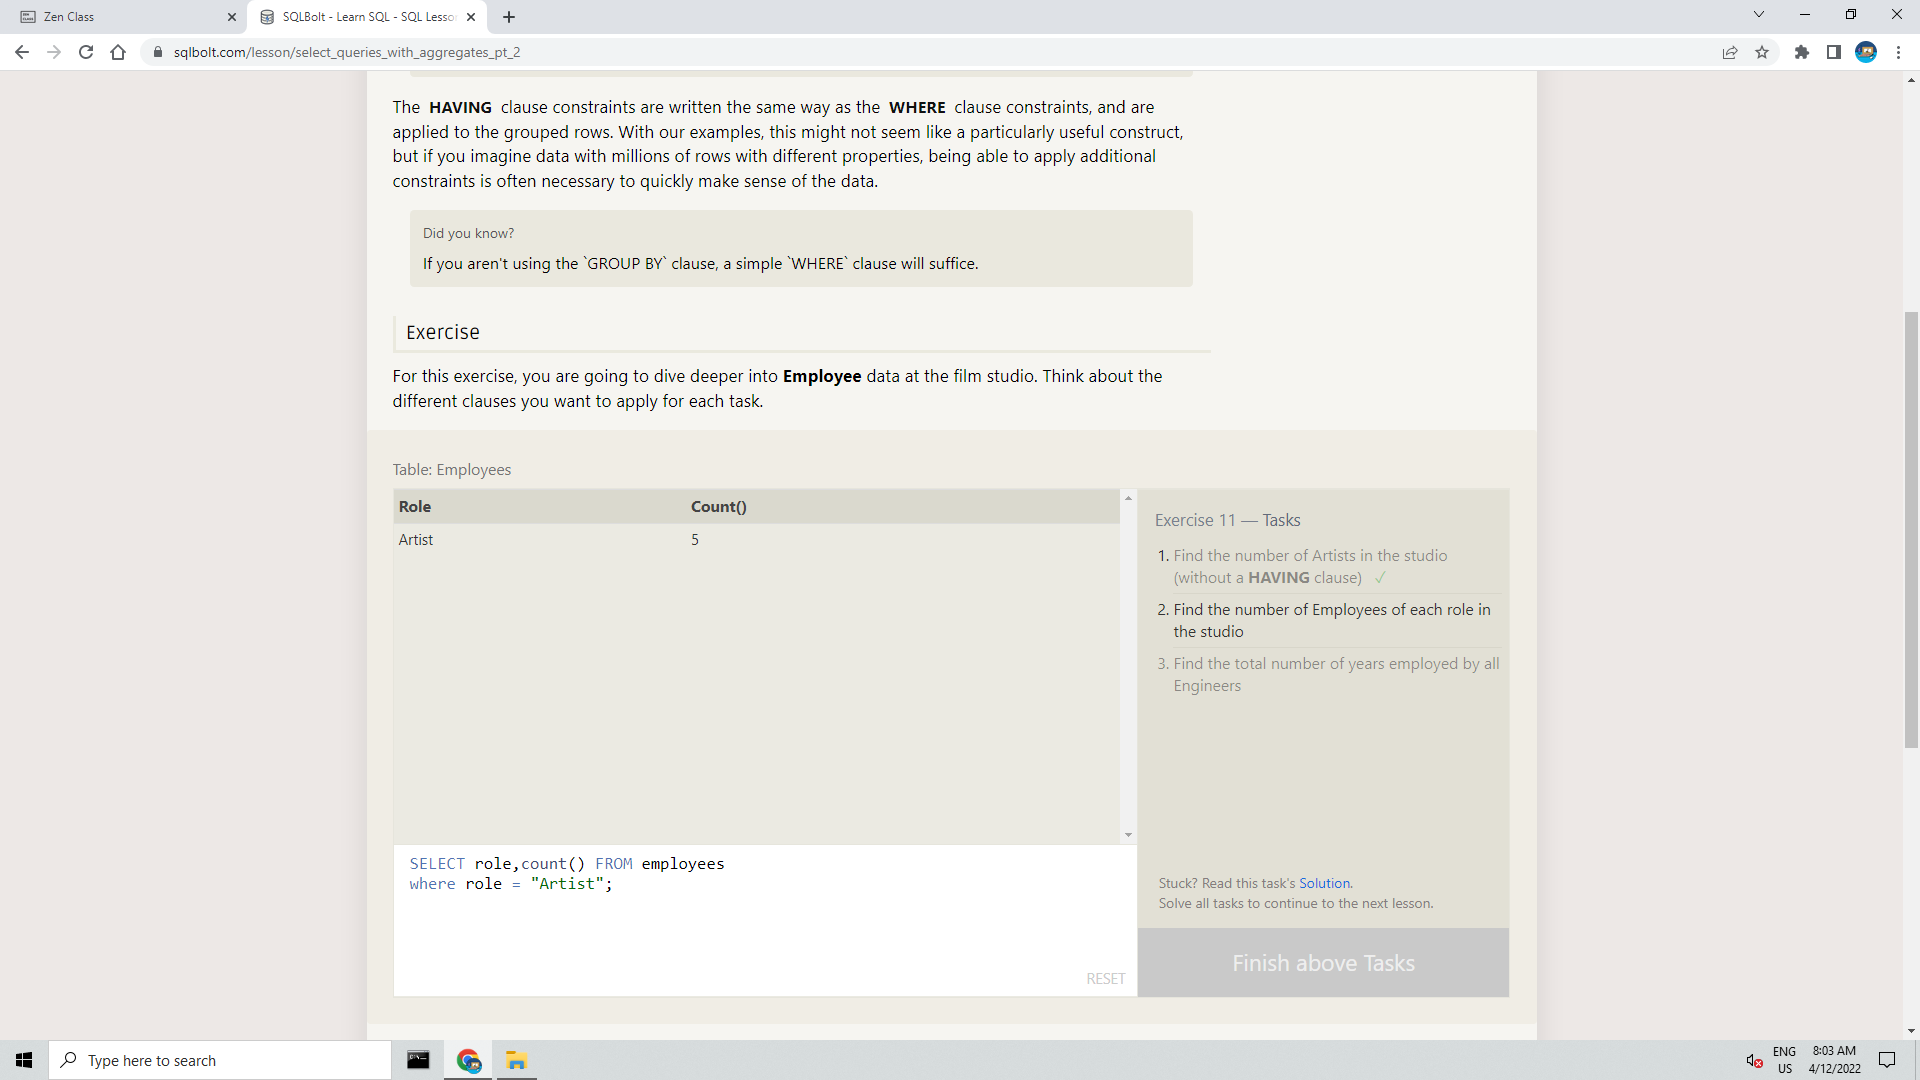 Zen Class
SQLBolt - Learn SQL - SQL Lesso
sqlbolt.com/lesson/select_queries_with_aggregates_pt_2
The HAVING clause constraints are written the same way as the WHERE clause constraints, and are
applied to the grouped rows. With our examples, this might not seem like a particularly useful construct,
but if you imagine data with millions of rows with different properties, being able to apply additional
constraints is often necessary to quickly make sense of the data.
Did you know?
If you aren't using the `GROUP BY` clause, a simple `WHERE` clause will suffice.
Exercise
For this exercise, you are going to dive deeper into Employee data at the film studio. Think about the
different clauses you want to apply for each task.
Table: Employees
Role Count()
Artist 5
SELECT role,count() FROM employees
where role = "Artist";
RESET
Exercise 11 — Tasks
1. Find the number of Artists in the studio
(without a HAVING clause) ✓
2. Find the number of Employees of each role in
the studio
3. Find the total number of years employed by all
Engineers
Stuck? Read this task's Solution.
Solve all tasks to continue to the next lesson.
Finish above Tasks
Type here to search
ENG
US
8:03 AM
4/12/2022